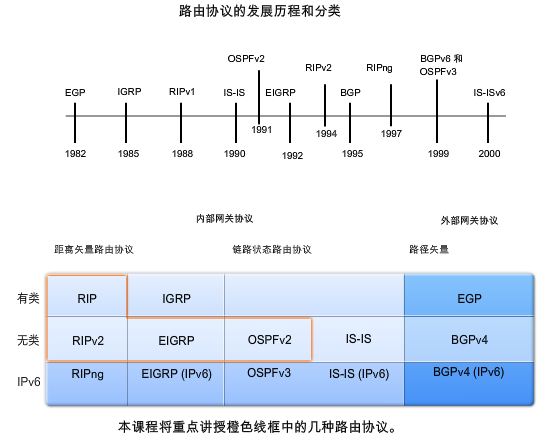 路由协议的发展历程和分类
BGPv6 和
OSPFv2 RIPv2 RIPng OSPFv3
EGP IGRP RIPv1 IS-IS EIGRP BGP IS-ISv6
1991 1994 1997
1982 1985 1988 1990 1992 1995 1999 2000
内部网关协议 外部网关协议
距离矢量路由协议 链路状态路由协议 路径矢量
有类 RIP IGRP EGP
无类 RIPv2 EIGRP OSPFv2 IS-IS BGPv4
IPv6 RIPng EIGRP (IPv6) OSPFv3 IS-IS (IPv6) BGPv4 (IPv6)
本课程将重点讲授橙色线框中的几种路由协议。